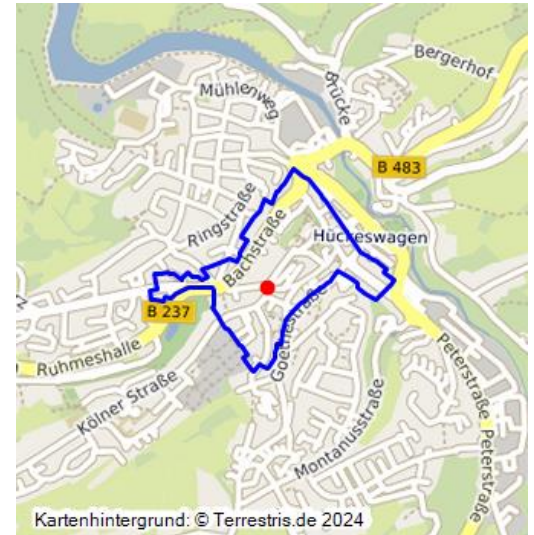 Bergerhof
Mühlenweg
Brücke
B 483
Ringstraße
Bachstraße
Hückeswagen
B 237
Goethestraße
Ruhmeshalle
Peterstraße
Kölner Straße
Montanusstraße
Peterstraße
Kartenhintergrund: © Terrestris.de 2024